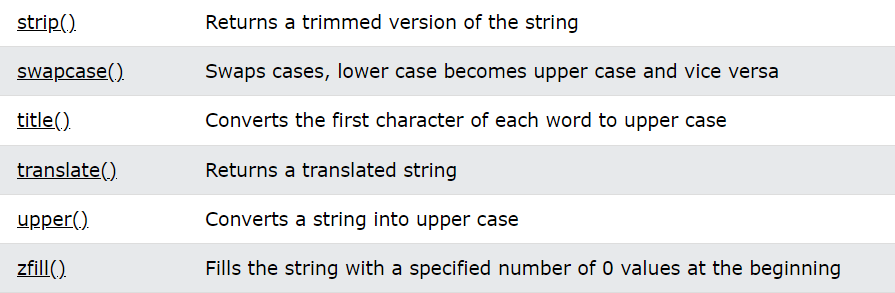 strip() Returns a trimmed version of the string
swapcase() Swaps cases, lower case becomes upper case and vice versa
title() Converts the first character of each word to upper case
translate() Returns a translated string
upper() Converts a string into upper case
zfill() Fills the string with a specified number of 0 values at the beginning